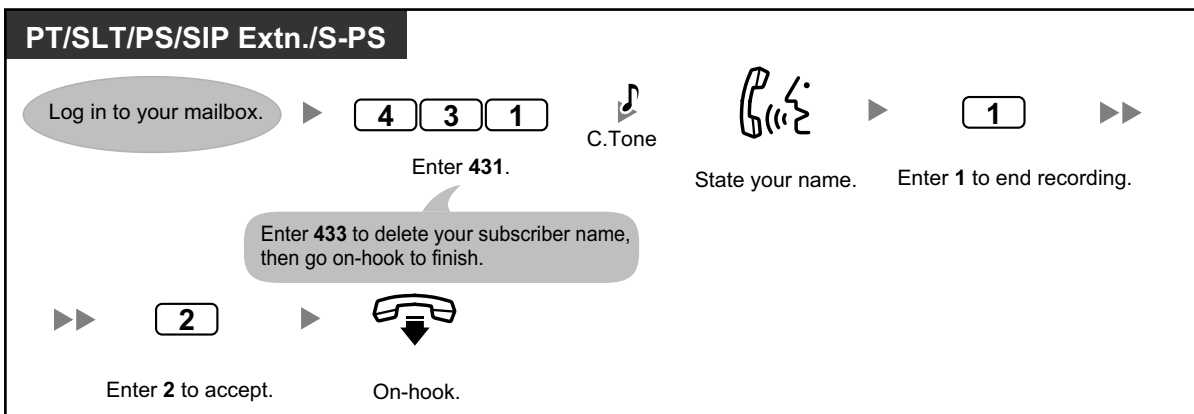 PT/SLT/PS/SIP Extn./S-PS
Log in to your mailbox.
4 3 1
C.Tone
1
Enter 431.
State your name.
Enter 1 to end recording.
Enter 433 to delete your subscriber name,
then go on-hook to finish.
2
Enter 2 to accept.
On-hook.